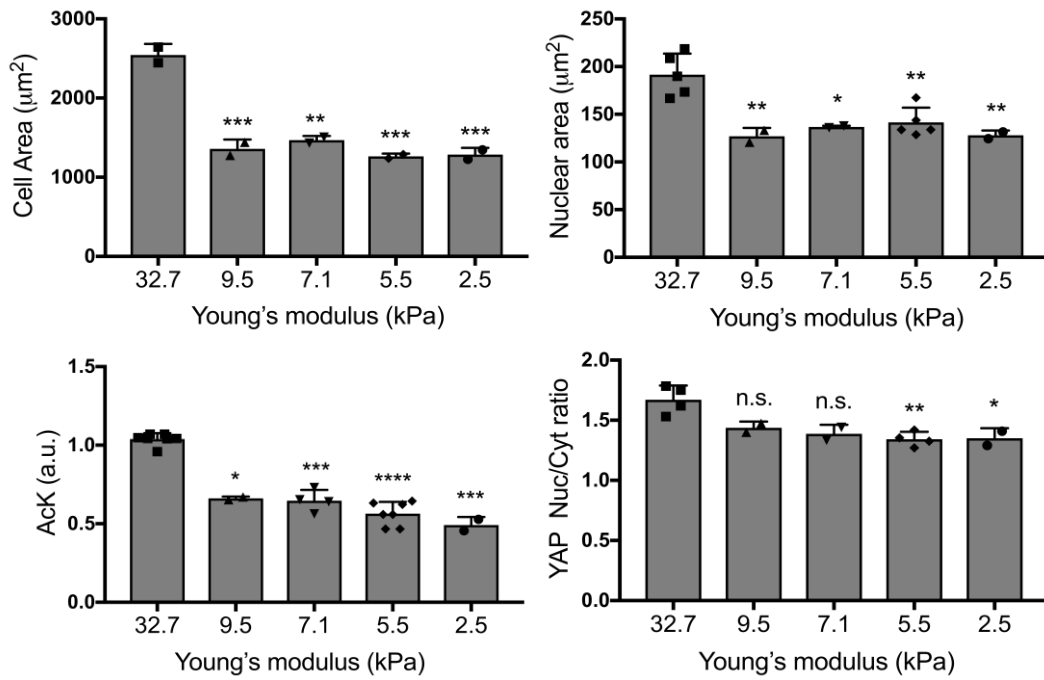 Cell Area (μm²)
3000
2000
1000
0
***
**
***
***
32.7 9.5 7.1 5.5 2.5
Young's modulus (kPa)
Nuclear area (μm²)
250
200
150
100
50
0
**
*
**
**
32.7 9.5 7.1 5.5 2.5
Young's modulus (kPa)
AcK (a.u.)
1.5
1.0
0.5
0.0
*
***
****
***
32.7 9.5 7.1 5.5 2.5
Young's modulus (kPa)
YAP Nuc/Cyt ratio
2.0
1.5
1.0
0.5
0.0
n.s.
n.s.
**
*
32.7 9.5 7.1 5.5 2.5
Young's modulus (kPa)